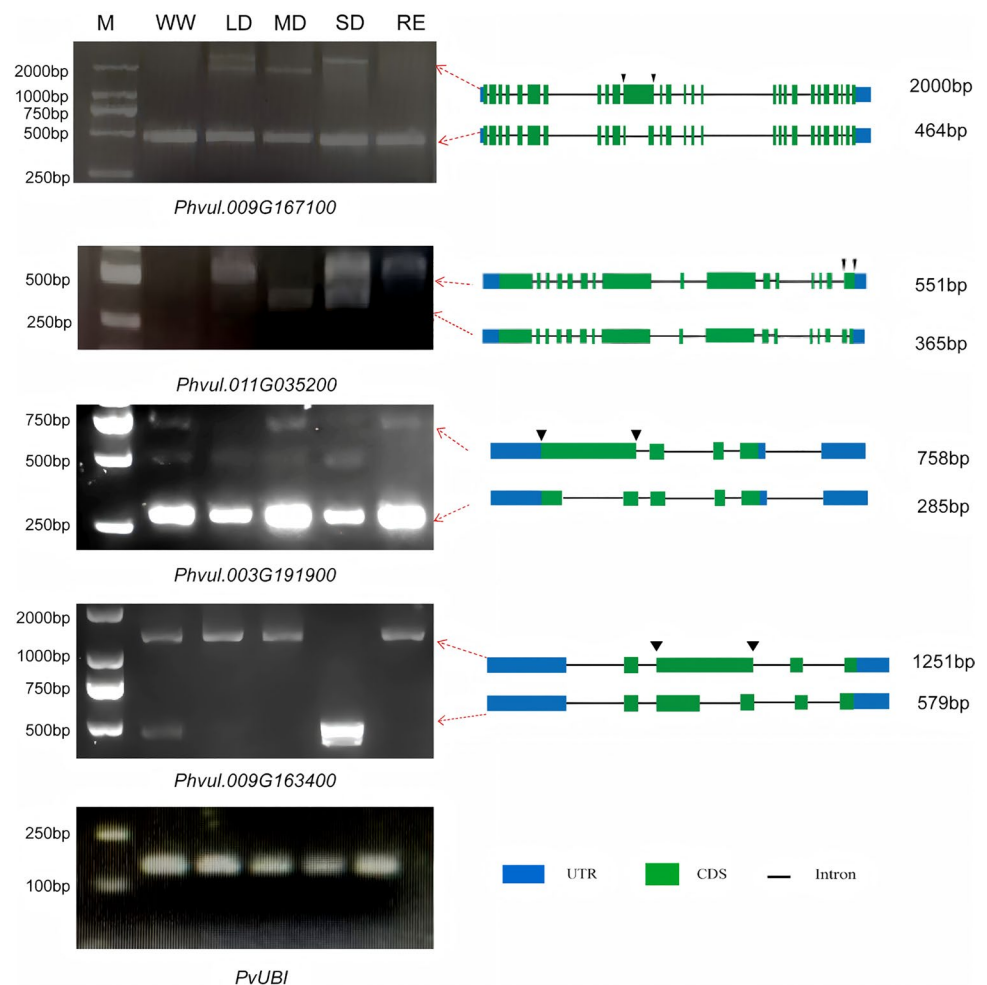 M WW LD MD SD RE
2000bp
1000bp
750bp
500bp
250bp
2000bp
464bp
Phvul.009G167100
500bp
250bp
551bp
365bp
Phvul.011G035200
750bp
500bp
250bp
758bp
285bp
Phvul.003G191900
2000bp
1000bp
750bp
500bp
1251bp
579bp
Phvul.009G163400
250bp
100bp
UTR CDS Intron
PvUBI